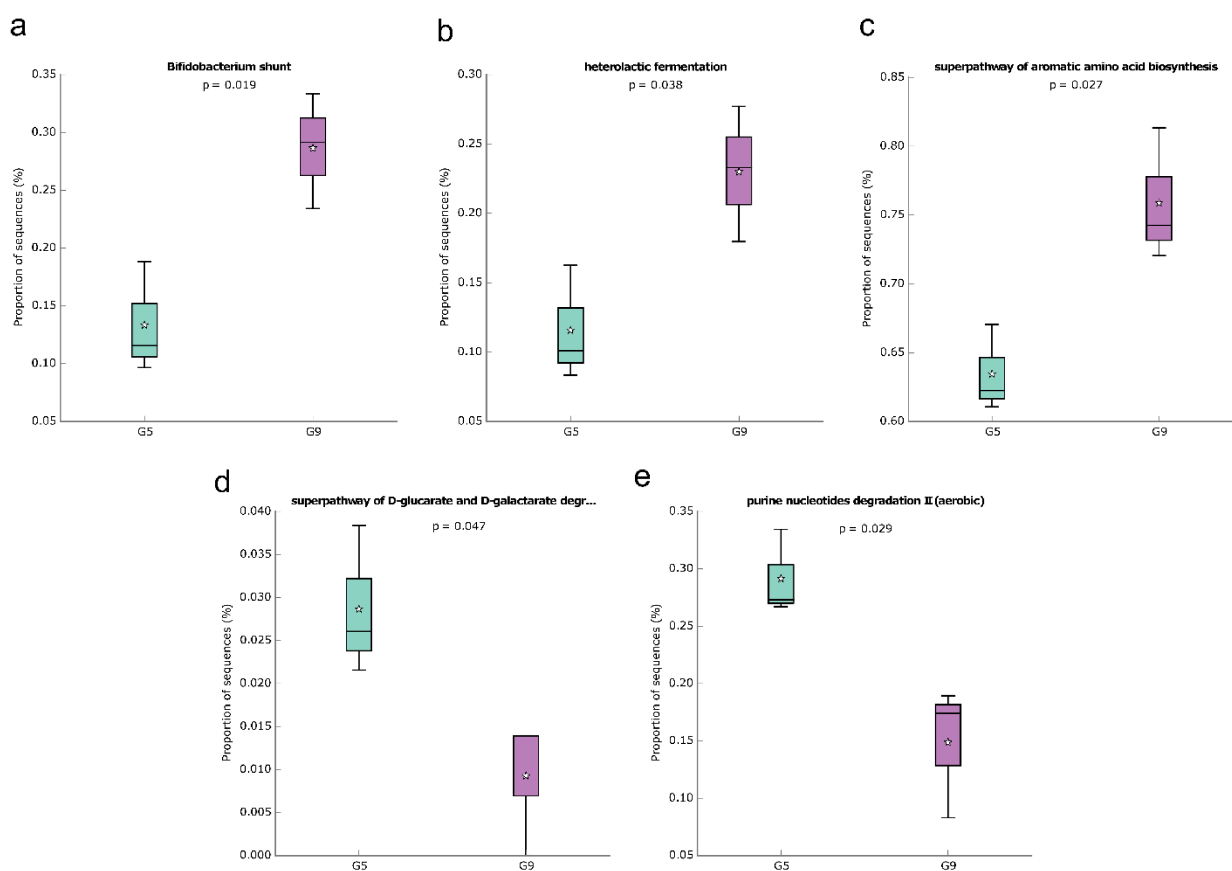 a
Bifidobacterium shunt
p = 0.019
Proportion of sequences (%)
0.35
0.30
0.25
0.20
0.15
0.10
0.05
G5
G9
b
heterolactic fermentation
p = 0.038
Proportion of sequences (%)
0.30
0.25
0.20
0.15
0.10
0.05
G5
G9
c
superpathway of aromatic amino acid biosynthesis
p = 0.027
Proportion of sequences (%)
0.85
0.80
0.75
0.70
0.65
0.60
G5
G9
d
superpathway of D-glucarate and D-galactarate degr...
p = 0.047
Proportion of sequences (%)
0.040
0.035
0.030
0.025
0.020
0.015
0.010
0.005
0.000
G5
G9
e
purine nucleotides degradation II (aerobic)
p = 0.029
Proportion of sequences (%)
0.35
0.30
0.25
0.20
0.15
0.10
0.05
G5
G9